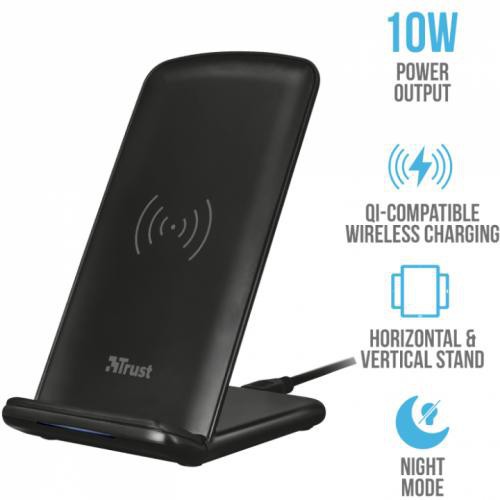 10W
POWER
OUTPUT
QI-COMPATIBLE
WIRELESS CHARGING
HORIZONTAL &
VERTICAL STAND
NIGHT
MODE
Trust